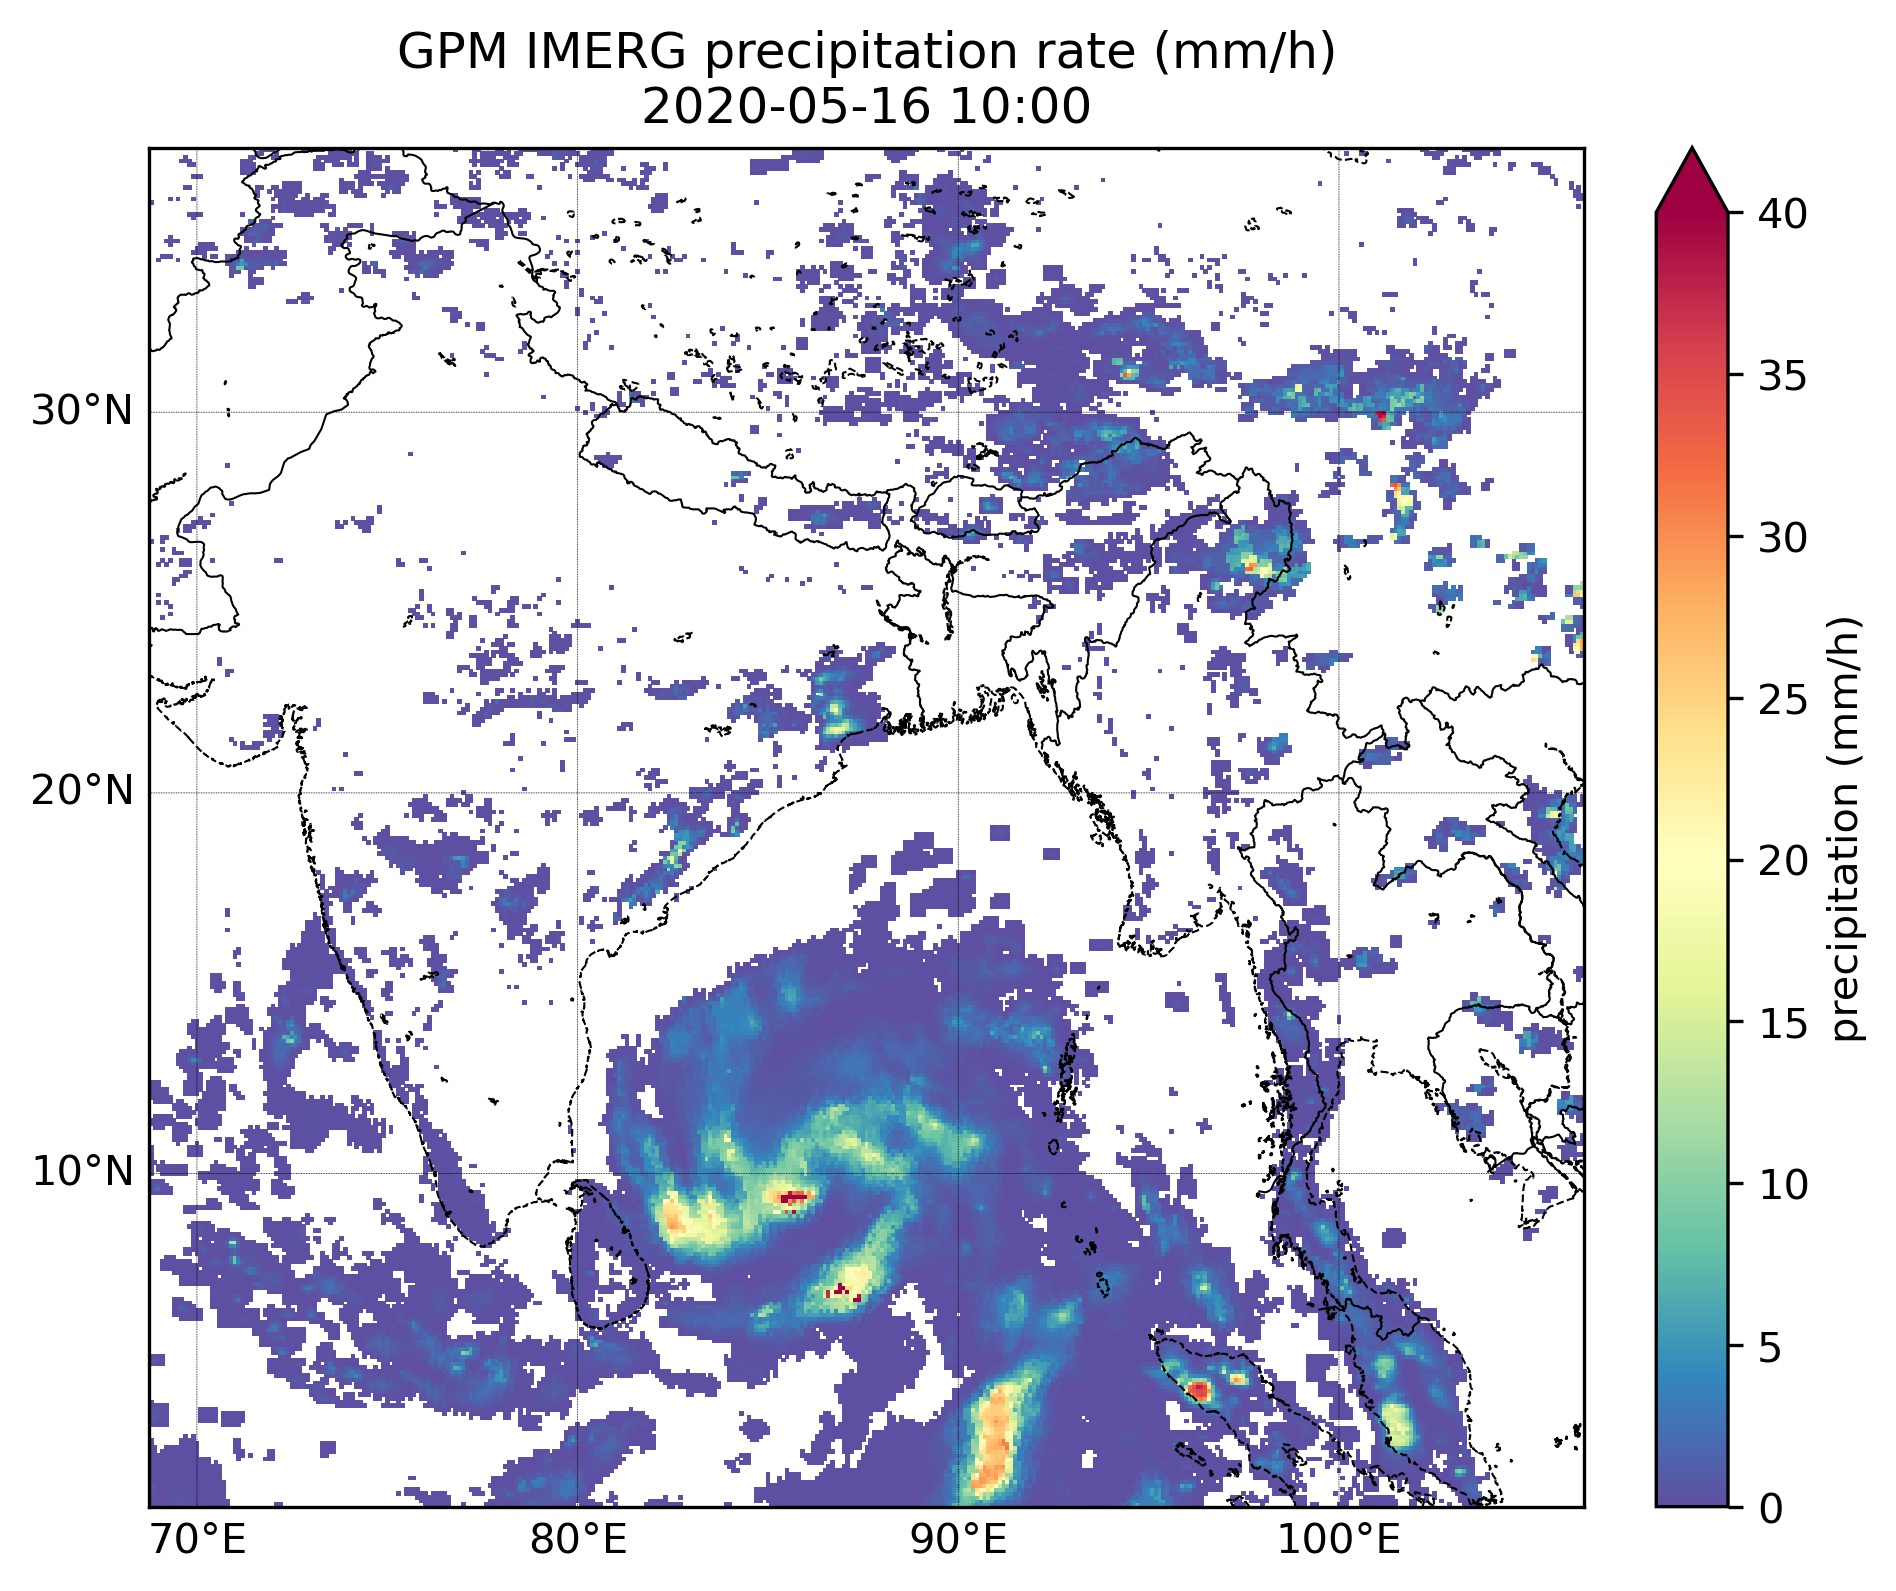 GPM IMERG precipitation rate (mm/h)
2020-05-16 10:00
30°N
20°N
10°N
70°E
80°E
90°E
100°E
40
35
30
25
20
15
10
5
0
precipitation (mm/h)